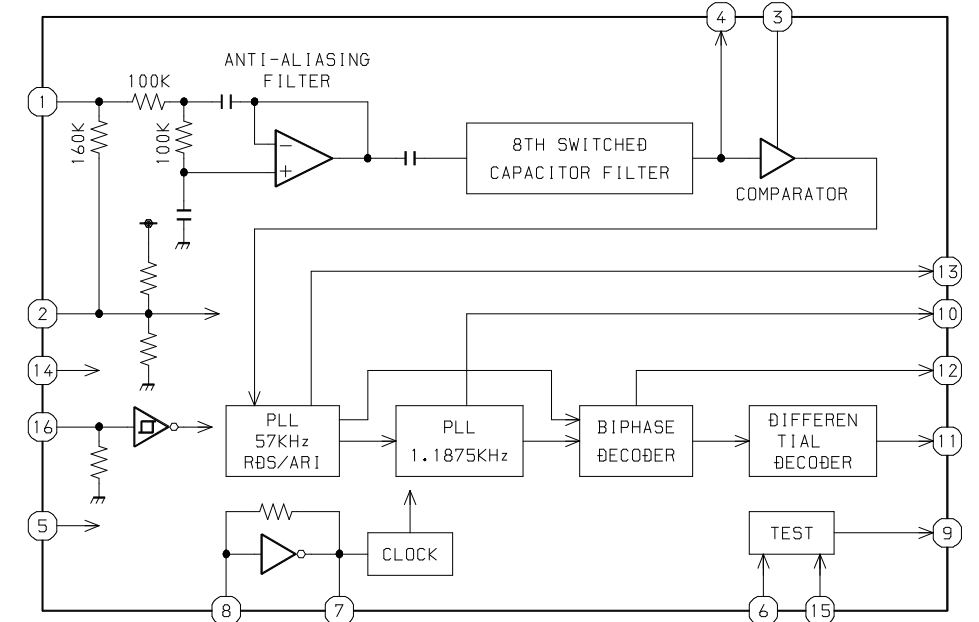 4
3
ANTI-ALIASING
FILTER
100K
1
160K
100K
-
+
8TH SWITCHED
CAPACITOR FILTER
COMPARATOR
13
2
10
14
12
16
PLL
57KHz
RDS/ARI
PLL
1.1875KHz
BIPHASE
DECODER
DIFFEREN
TIAL
DECODER
11
5
CLOCK
TEST
9
8
7
6
15